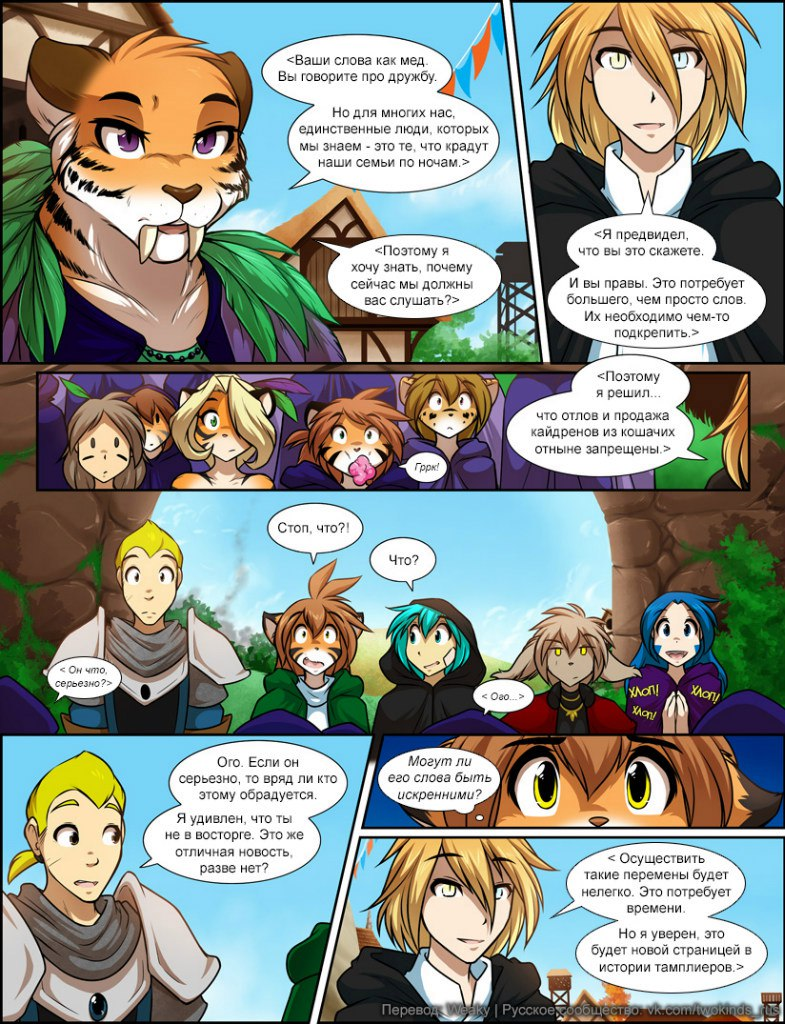 <Ваши слова как мед.
Вы говорите про дружбу.
Но для многих нас,
единственные люди, которых
мы знаем - это те, что крадут
наши семьи по ночам.>
<Поэтому я
хочу знать, почему
сейчас мы должны
вас слушать?>
<Я предвидел,
что вы это скажете.
И вы правы. Это потребует
большего, чем просто слов.
Их необходимо чем-то
подкрепить.>
<Поэтому
я решил...
что отлов и продажа
кайдренов из кошачих
отныне запрещены.>
Гррк!
Стоп, что?!
Что?
< Он что,
серьезно?>
< Ого...>
ХЛОП!
ХЛОП!
ХЛОП!
Ого. Если он
серьезно, то вряд ли кто
этому обрадуется.
Я удивлен, что ты
не в восторге. Это же
отличная новость,
разве нет?
Могут ли
его слова быть
искренними?
< Осуществить
такие перемены будет
нелегко. Это потребует
времени.
Но я уверен, это
будет новой страницей в
истории тамплиеров.>
Перевод: Weaky | Русское сообщество: vk.com/twokinds_rus